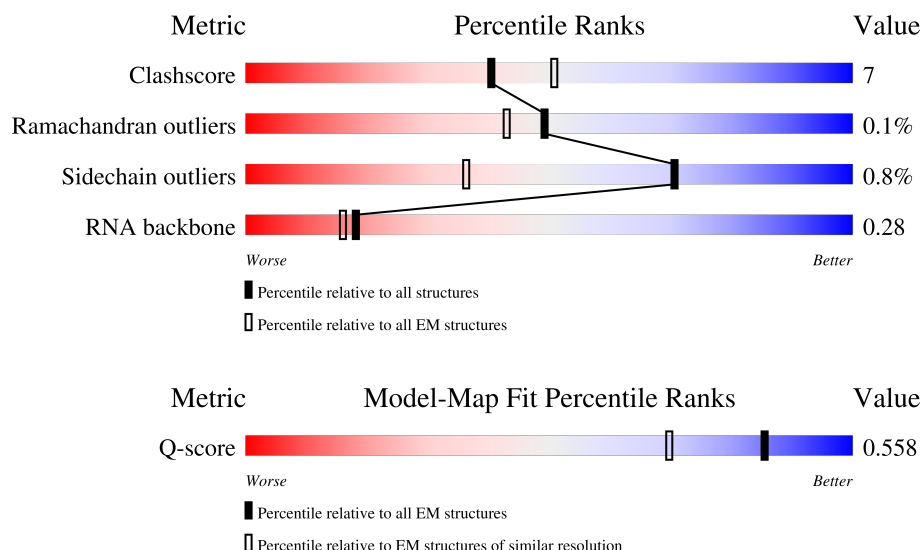 Metric Percentile Ranks Value
Clashscore 7
Ramachandran outliers 0.1%
Sidechain outliers 0.8%
RNA backbone 0.28
Worse Better
Percentile relative to all structures
Percentile relative to all EM structures
Metric Model-Map Fit Percentile Ranks Value
Q-score 0.558
Worse Better
Percentile relative to all EM structures
Percentile relative to EM structures of similar resolution